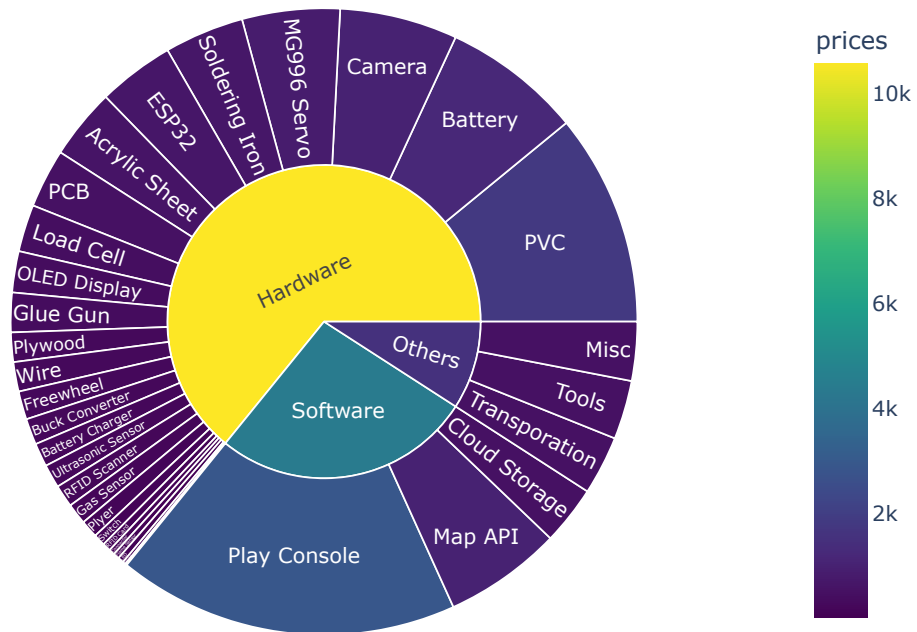 prices
10k
8k
6k
4k
2k
Hardware
Software
Others
PVC
Battery
Camera
MG996 Servo
Soldering Iron
ESP32
Acrylic Sheet
PCB
Load Cell
OLED Display
Glue Gun
Plywood
Wire
Freewheel
Buck Converter
Battery Charger
Ultrasonic Sensor
RFID Scanner
Gas Sensor
Plyer
Switch
Play Console
Map API
Cloud Storage
Transporation
Tools
Misc